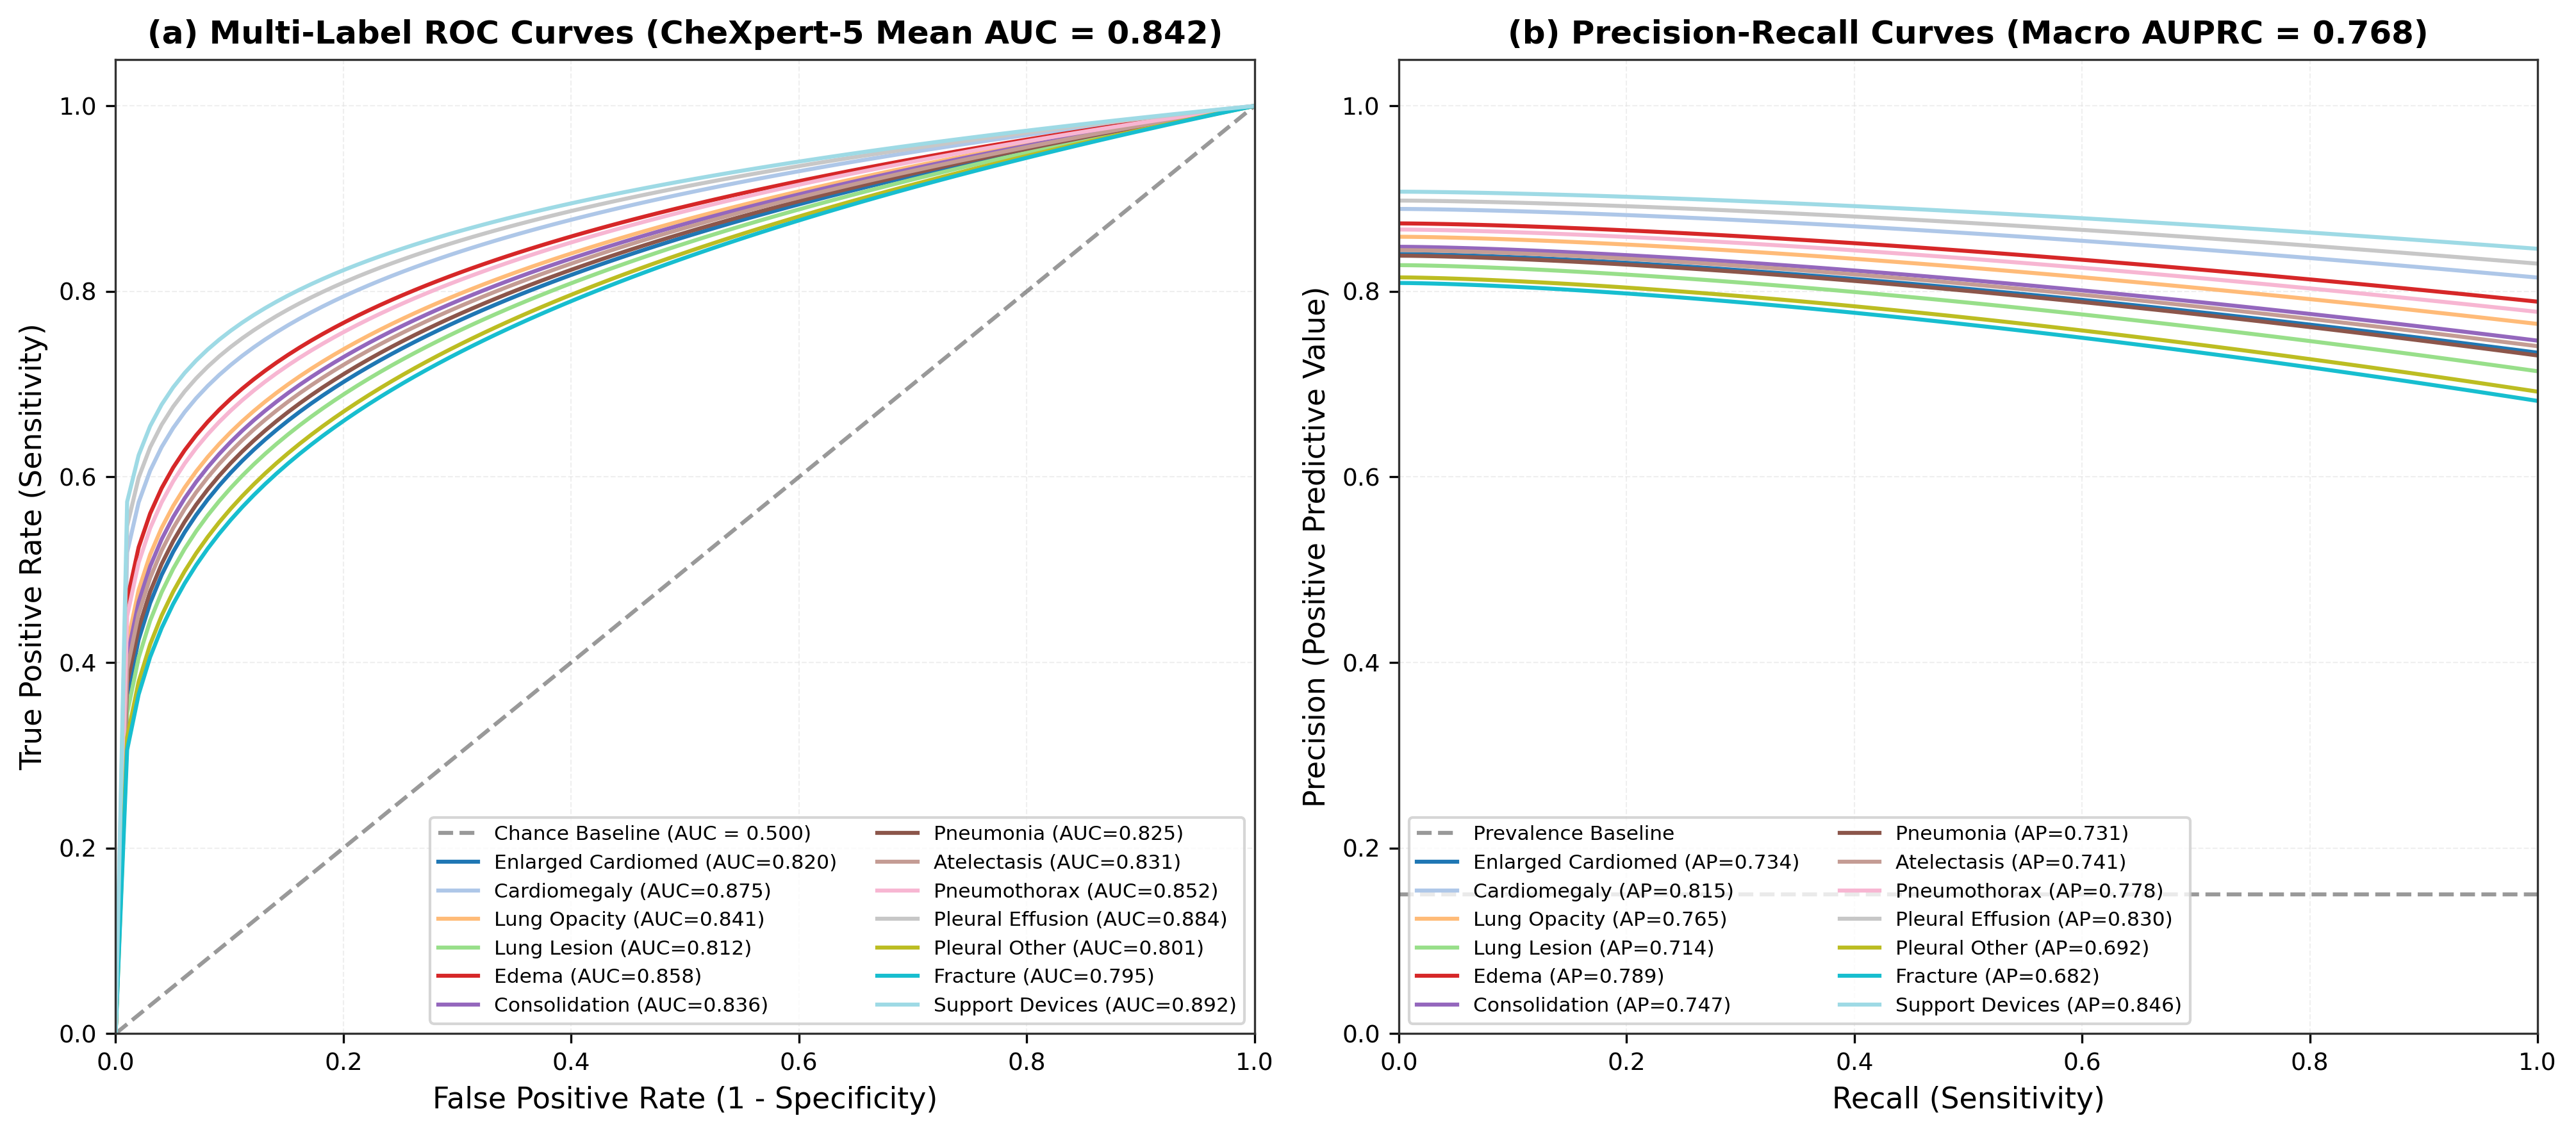 (a) Multi-Label ROC Curves (CheXpert-5 Mean AUC = 0.842)
True Positive Rate (Sensitivity)
1.0
0.8
0.6
0.4
0.2
0.0
Chance Baseline (AUC = 0.500)
Enlarged Cardiomed (AUC=0.820)
Cardiomegaly (AUC=0.875)
Lung Opacity (AUC=0.841)
Lung Lesion (AUC=0.812)
Edema (AUC=0.858)
Consolidation (AUC=0.836)
Pneumonia (AUC=0.825)
Atelectasis (AUC=0.831)
Pneumothorax (AUC=0.852)
Pleural Effusion (AUC=0.884)
Pleural Other (AUC=0.801)
Fracture (AUC=0.795)
Support Devices (AUC=0.892)
0.0 0.2 0.4 0.6 0.8 1.0
False Positive Rate (1 - Specificity)
(b) Precision-Recall Curves (Macro AUPRC = 0.768)
Precision (Positive Predictive Value)
1.0
0.8
0.6
0.4
0.2
0.0
Prevalence Baseline
Enlarged Cardiomed (AP=0.734)
Cardiomegaly (AP=0.815)
Lung Opacity (AP=0.765)
Lung Lesion (AP=0.714)
Edema (AP=0.789)
Consolidation (AP=0.747)
Pneumonia (AP=0.731)
Atelectasis (AP=0.741)
Pneumothorax (AP=0.778)
Pleural Effusion (AP=0.830)
Pleural Other (AP=0.692)
Fracture (AP=0.682)
Support Devices (AP=0.846)
0.0 0.2 0.4 0.6 0.8 1.0
Recall (Sensitivity)